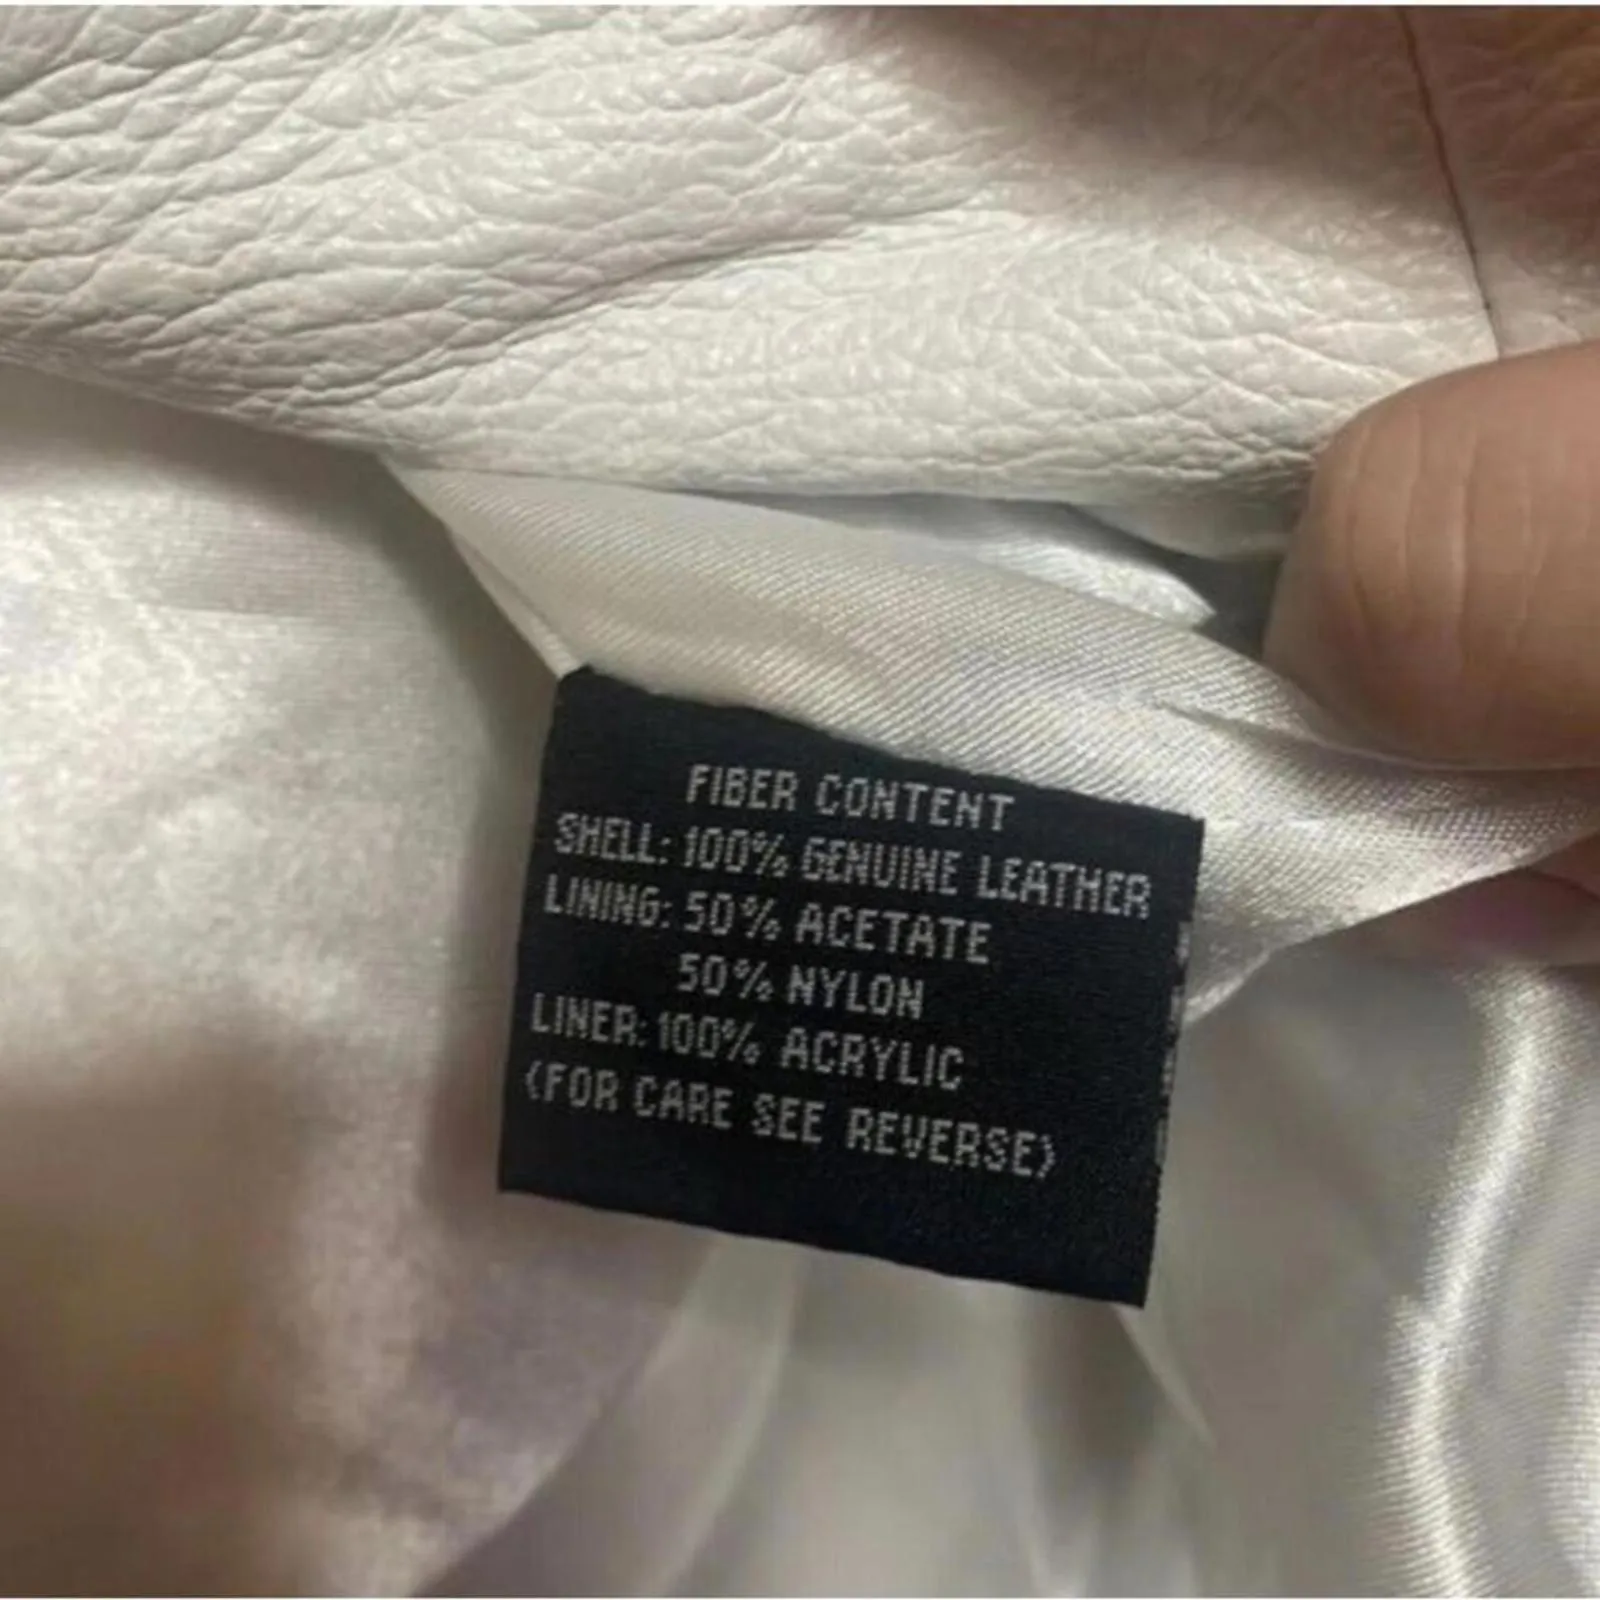 FIBER CONTENT
SHELL: 100% GENUINE LEATHER
LINING: 50% ACETATE
50% NYLON
LINER: 100% ACRYLIC
(FOR CARE SEE REVERSE)